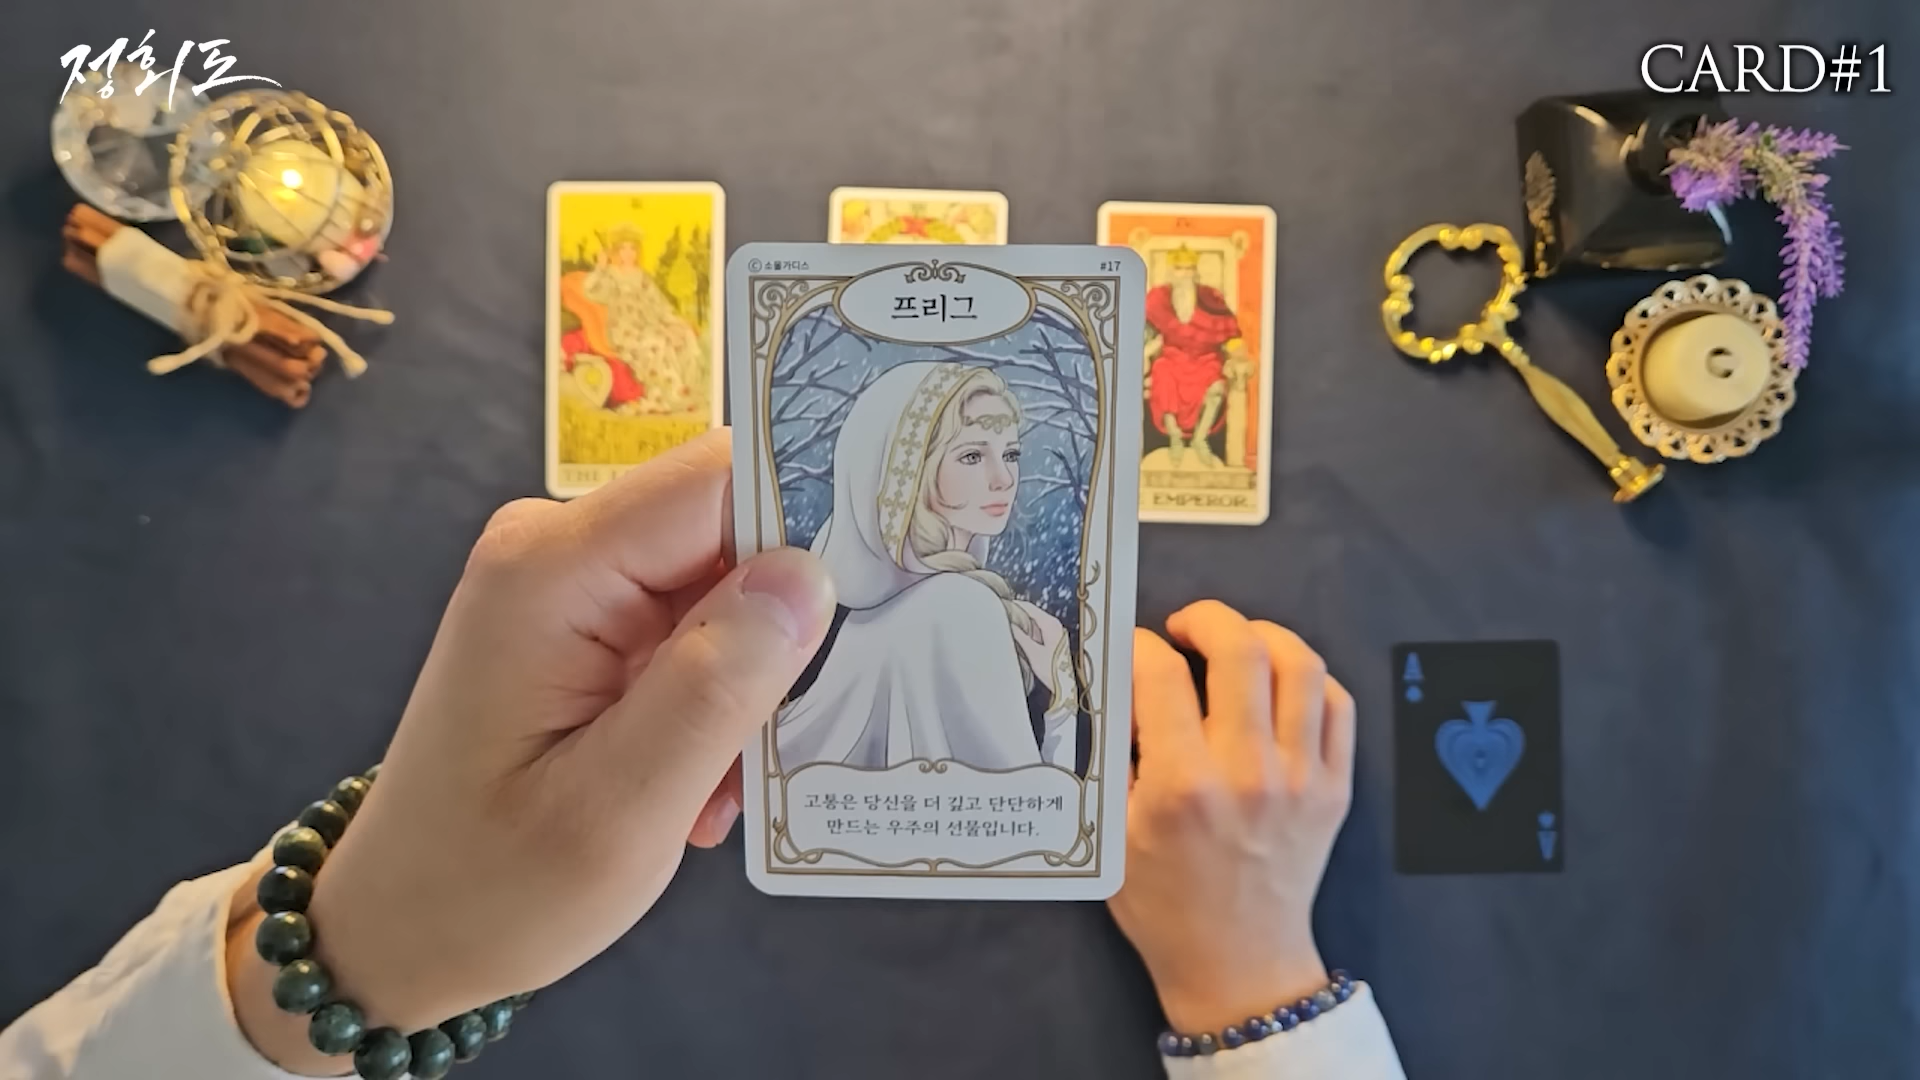 정회도
CARD#1
ⓒ 소울가디스
#17
프리그
고통은 당신을 더 깊고 단단하게
만드는 우주의 선물입니다.
THE
EMPEROR.
A
A